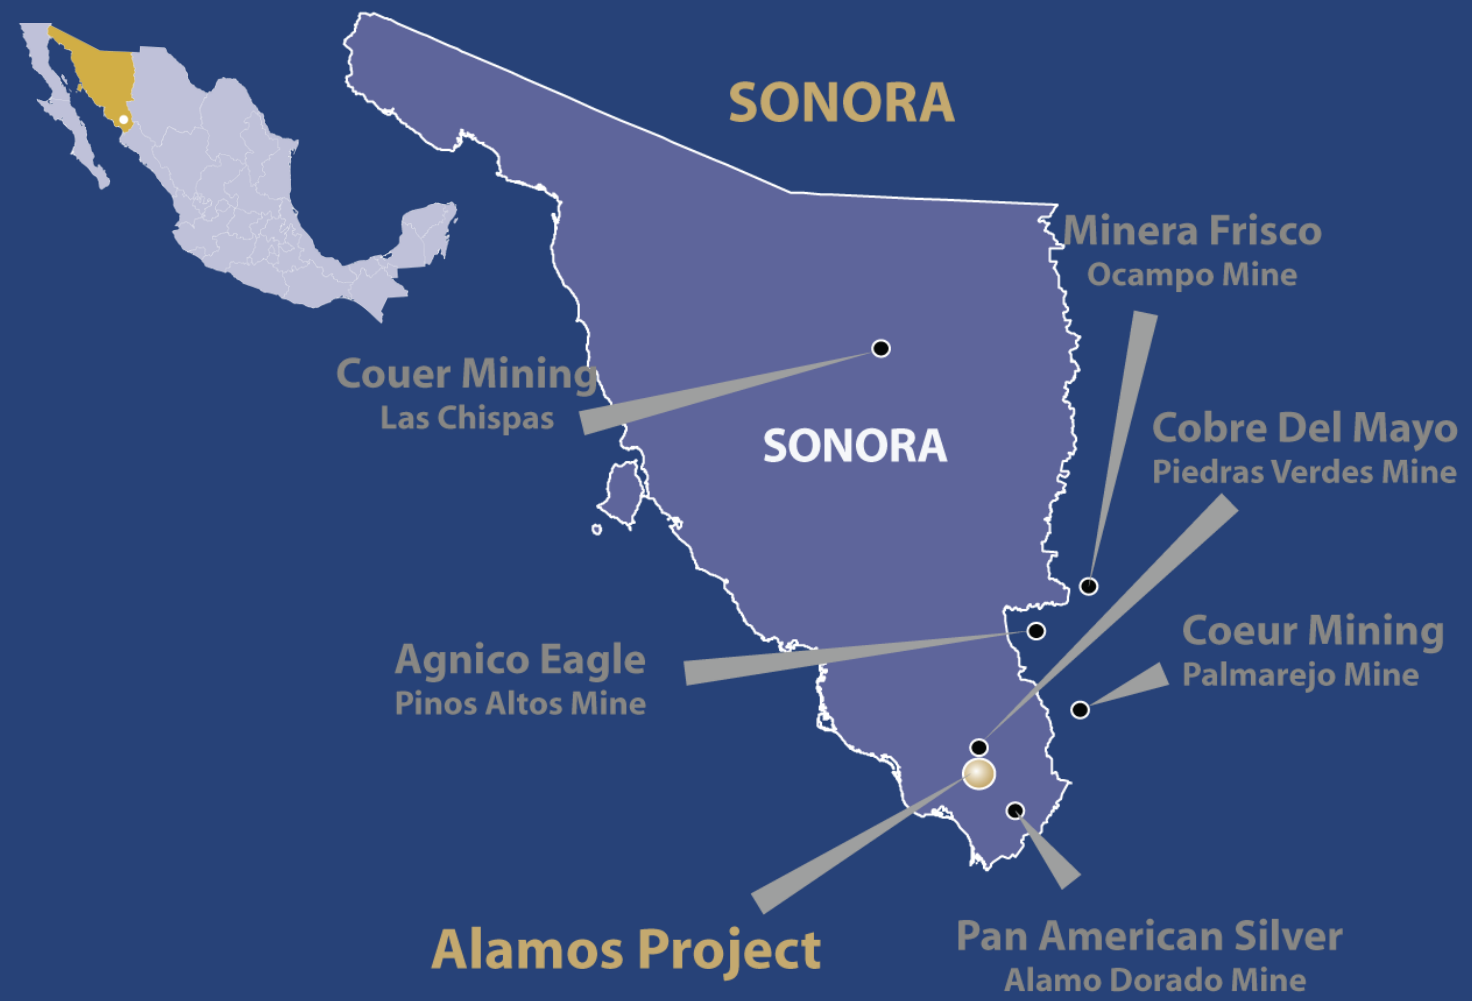 SONORA
Minera Frisco
Ocampo Mine
Couer Mining
Las Chispas
SONORA
Cobre Del Mayo
Piedras Verdes Mine
Agnico Eagle
Pinos Altos Mine
Coeur Mining
Palmarejo Mine
Alamos Project
Pan American Silver
Alamo Dorado Mine